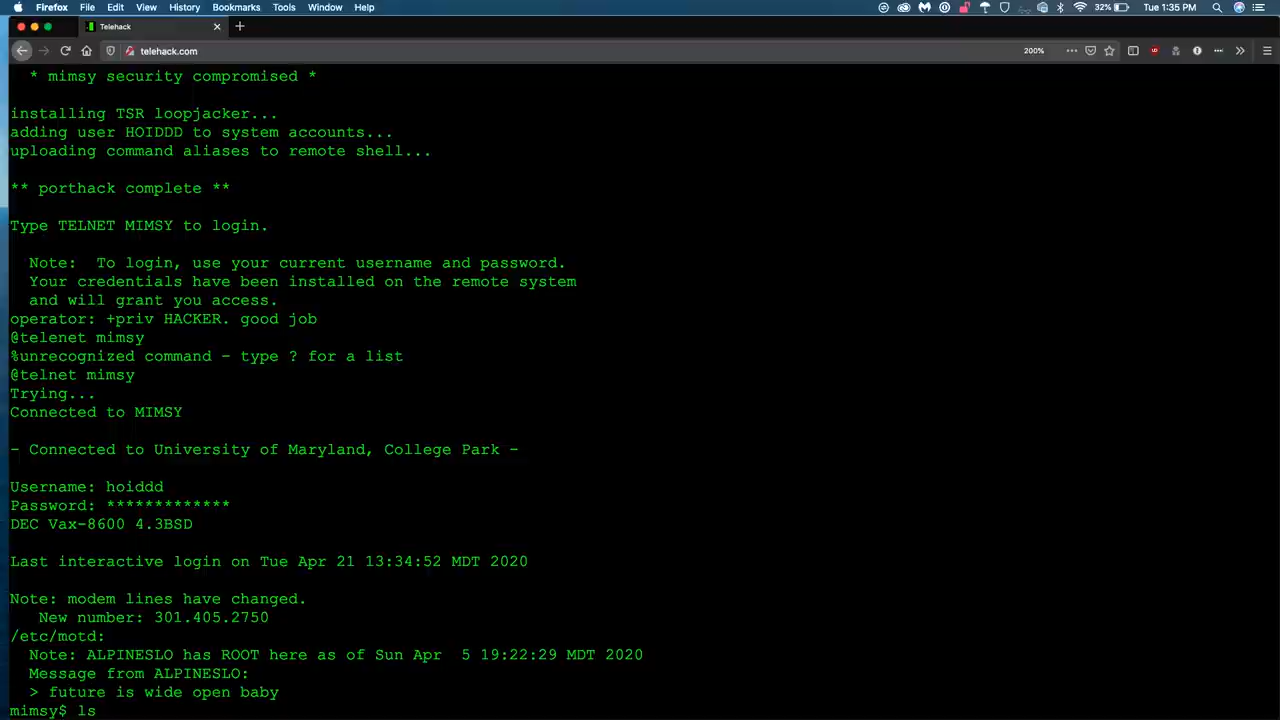 Firefox File Edit View History Bookmarks Tools Window Help 32% Tue 1:35 PM
Telehack
telehack.com 200%
* mimsy security compromised *
installing TSR loopjacker...
adding user HOIDDD to system accounts...
uploading command aliases to remote shell...
** porthack complete **
Type TELNET MIMSY to login.
Note: To login, use your current username and password.
Your credentials have been installed on the remote system
and will grant you access.
operator: +priv HACKER. good job
@telenet mimsy
%unrecognized command - type ? for a list
@telnet mimsy
Trying...
Connected to MIMSY
- Connected to University of Maryland, College Park -
Username: hoiddd
Password: *************
DEC Vax-8600 4.3BSD
Last interactive login on Tue Apr 21 13:34:52 MDT 2020
Note: modem lines have changed.
New number: 301.405.2750
/etc/motd:
Note: ALPINESLO has ROOT here as of Sun Apr 5 19:22:29 MDT 2020
Message from ALPINESLO:
> future is wide open baby
mimsy$ ls